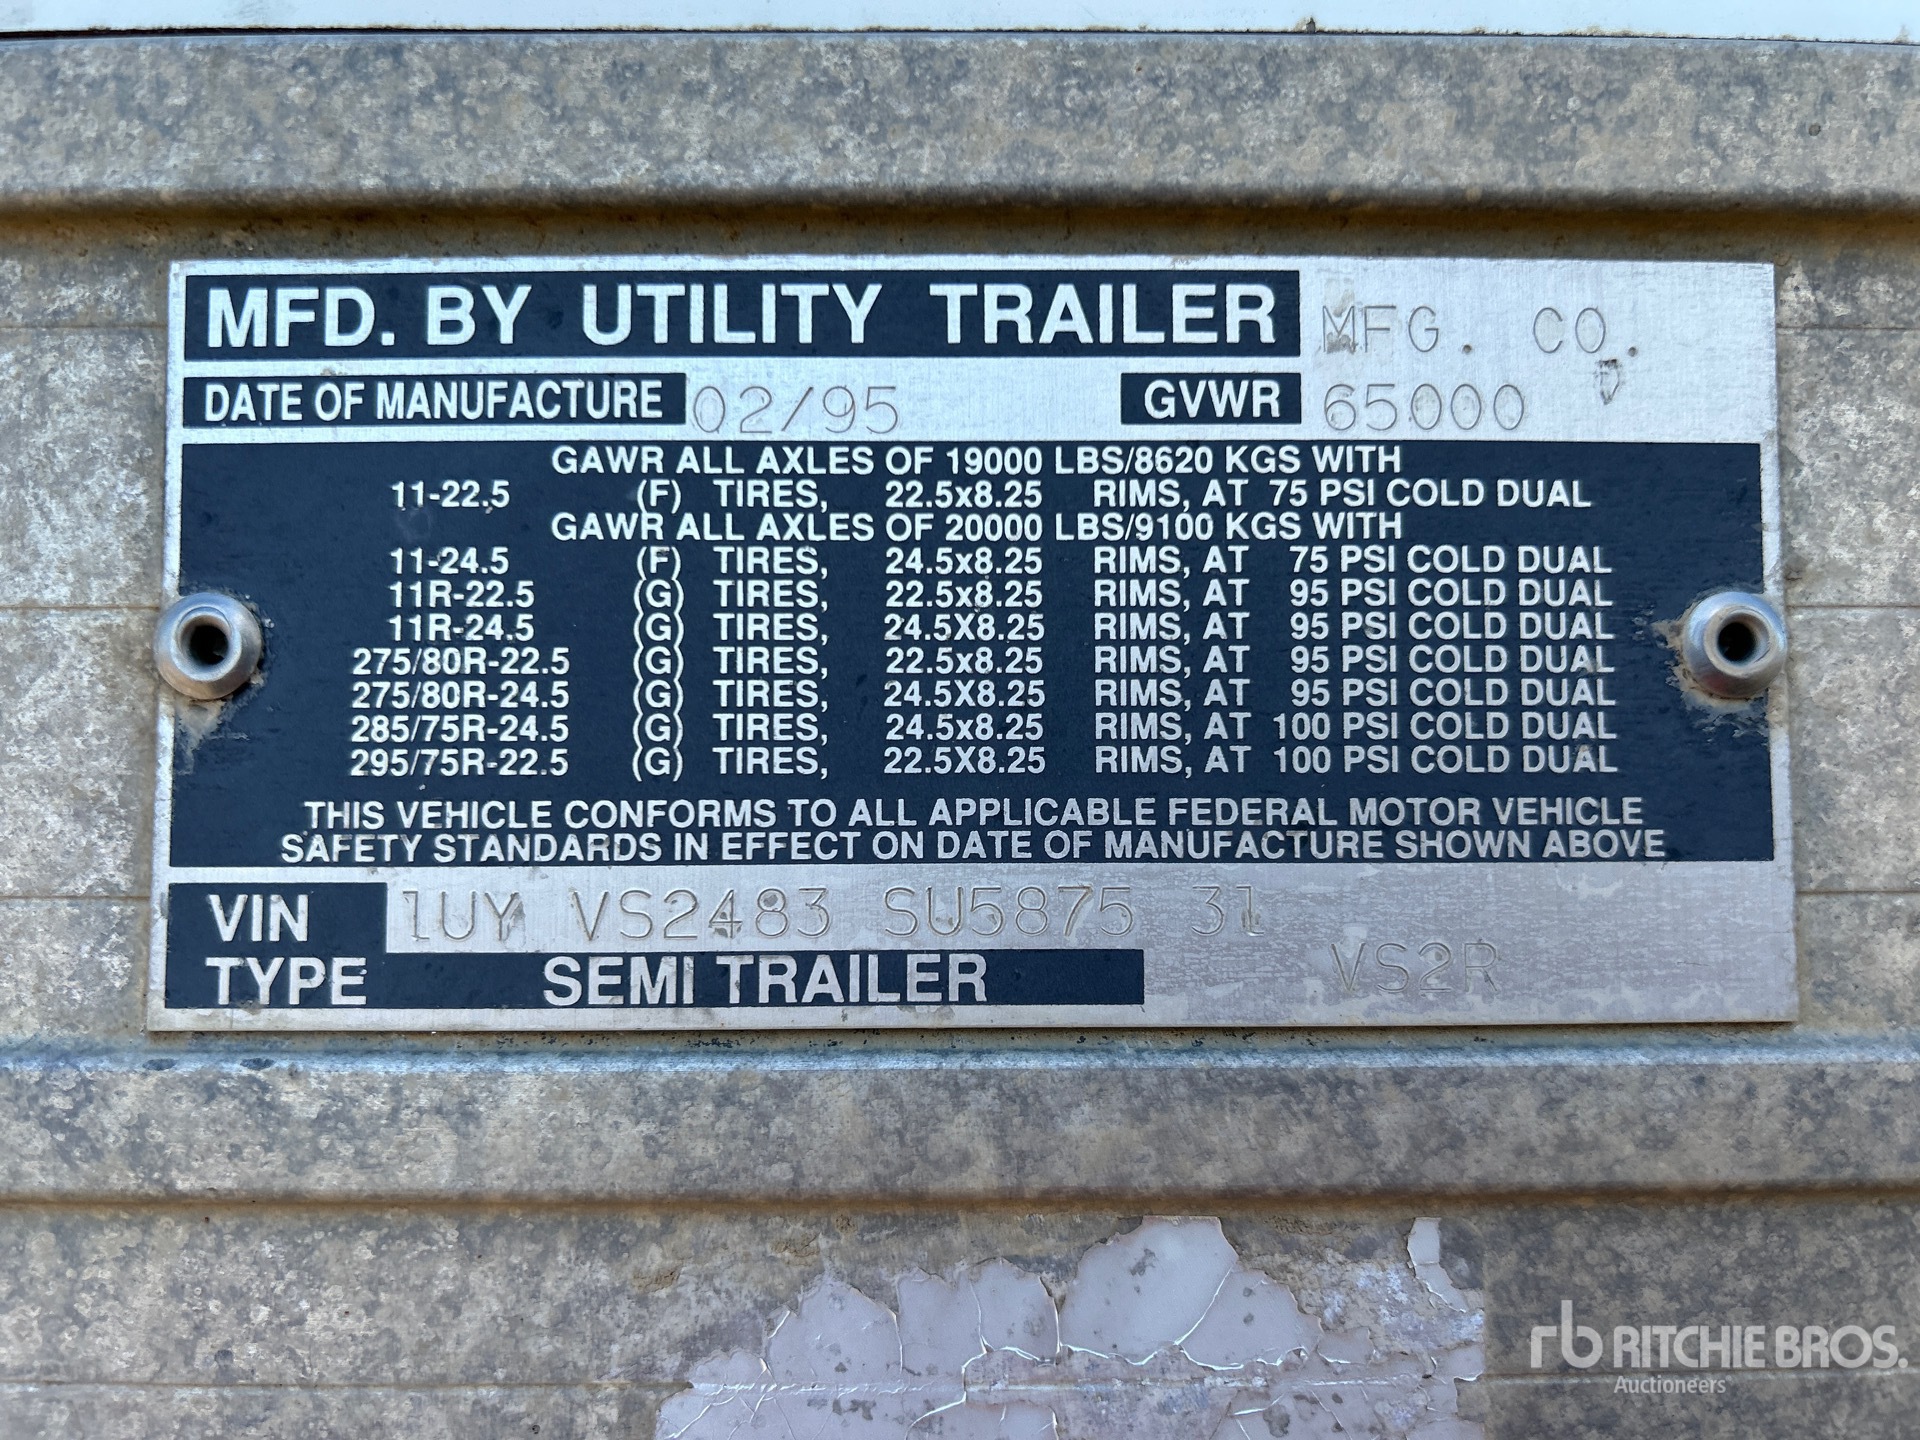 MFD. BY UTILITY TRAILER MFG. CO.
DATE OF MANUFACTURE 02/95 GVWR 65000
GAWR ALL AXLES OF 19000 LBS/8620 KGS WITH
11-22.5 (F) TIRES, 22.5x8.25 RIMS, AT 75 PSI COLD DUAL
GAWR ALL AXLES OF 20000 LBS/9100 KGS WITH
11-24.5 (F) TIRES, 24.5x8.25 RIMS, AT 75 PSI COLD DUAL
11R-22.5 (G) TIRES, 22.5x8.25 RIMS, AT 95 PSI COLD DUAL
11R-24.5 (G) TIRES, 24.5X8.25 RIMS, AT 95 PSI COLD DUAL
275/80R-22.5 (G) TIRES, 22.5x8.25 RIMS, AT 95 PSI COLD DUAL
275/80R-24.5 (G) TIRES, 24.5X8.25 RIMS, AT 95 PSI COLD DUAL
285/75R-24.5 (G) TIRES, 24.5X8.25 RIMS, AT 100 PSI COLD DUAL
295/75R-22.5 (G) TIRES, 22.5X8.25 RIMS, AT 100 PSI COLD DUAL
THIS VEHICLE CONFORMS TO ALL APPLICABLE FEDERAL MOTOR VEHICLE
SAFETY STANDARDS IN EFFECT ON DATE OF MANUFACTURE SHOWN ABOVE
VIN 1UY VS2483 SU5875 31
TYPE SEMI TRAILER VS2R
rb RITCHIE BROS.
Auctioneers